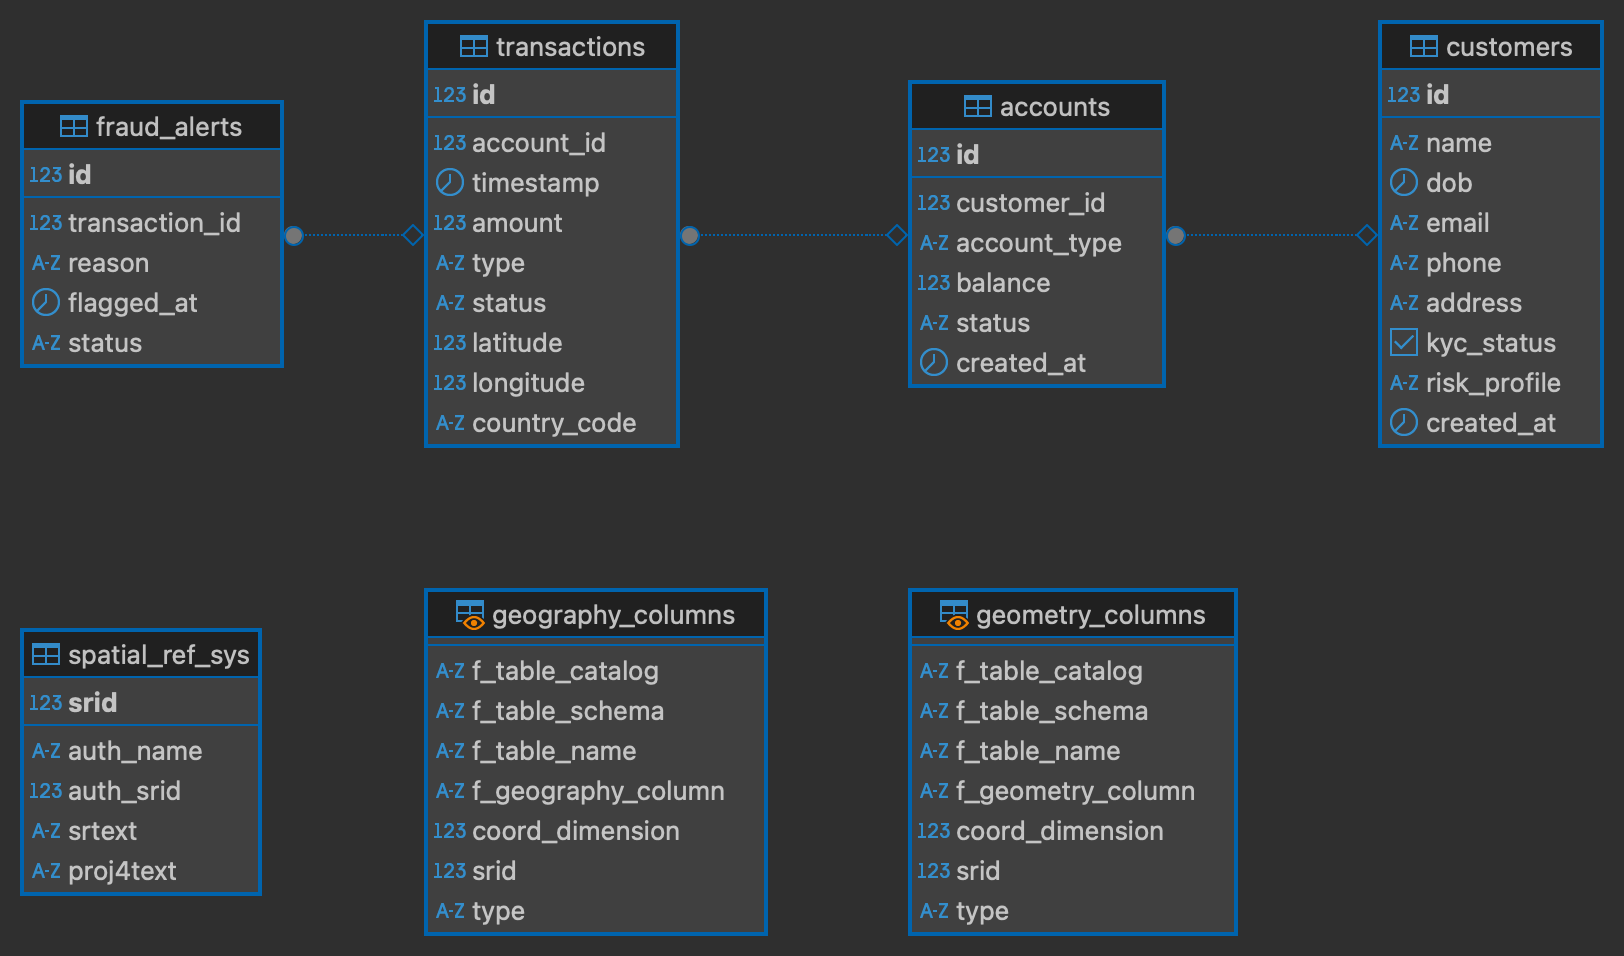 fraud_alerts
123 id
123 transaction_id
A-Z reason
flagged_at
A-Z status
transactions
123 id
123 account_id
timestamp
123 amount
A-Z type
A-Z status
123 latitude
123 longitude
A-Z country_code
accounts
123 id
123 customer_id
A-Z account_type
123 balance
A-Z status
created_at
customers
123 id
A-Z name
dob
A-Z email
A-Z phone
A-Z address
kyc_status
A-Z risk_profile
created_at
spatial_ref_sys
123 srid
A-Z auth_name
123 auth_srid
A-Z srtext
A-Z proj4text
geography_columns
A-Z f_table_catalog
A-Z f_table_schema
A-Z f_table_name
A-Z f_geography_column
123 coord_dimension
123 srid
A-Z type
geometry_columns
A-Z f_table_catalog
A-Z f_table_schema
A-Z f_table_name
A-Z f_geometry_column
123 coord_dimension
123 srid
A-Z type